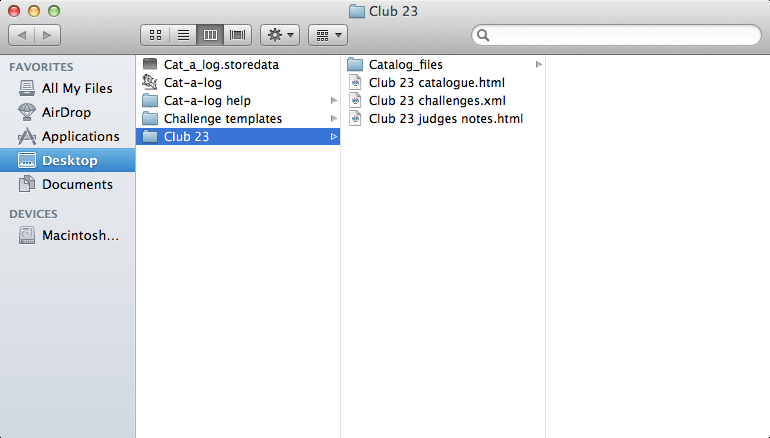 Club 23
FAVORITES
All My Files
AirDrop
Applications
Desktop
Documents
DEVICES
Macintosh...
Cat_a_log.storedata
Cat-a-log
Cat-a-log help
Challenge templates
Club 23
Catalog_files
Club 23 catalogue.html
Club 23 challenges.xml
Club 23 judges notes.html